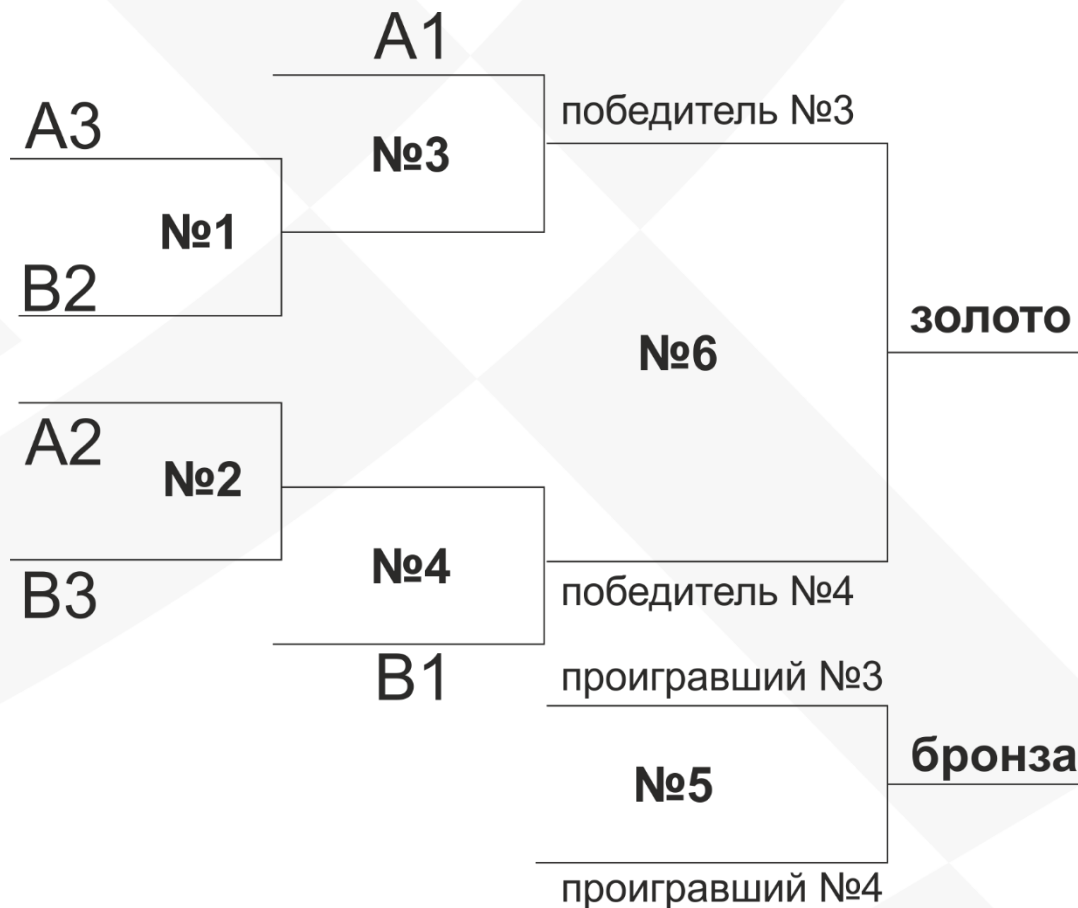 A1
победитель №3
A3
№3
№1
B2
золото
№6
A2
№2
№4
B3
победитель №4
B1
проигравший №3
бронза
№5
проигравший №4